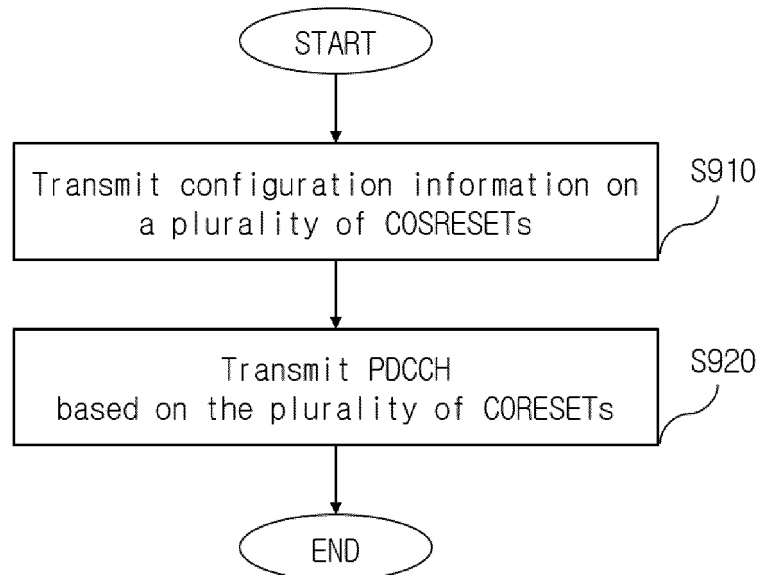 START
Transmit configuration information on
a plurality of COSRESETs
S910
Transmit PDCCH
based on the plurality of CORESETs
S920
END